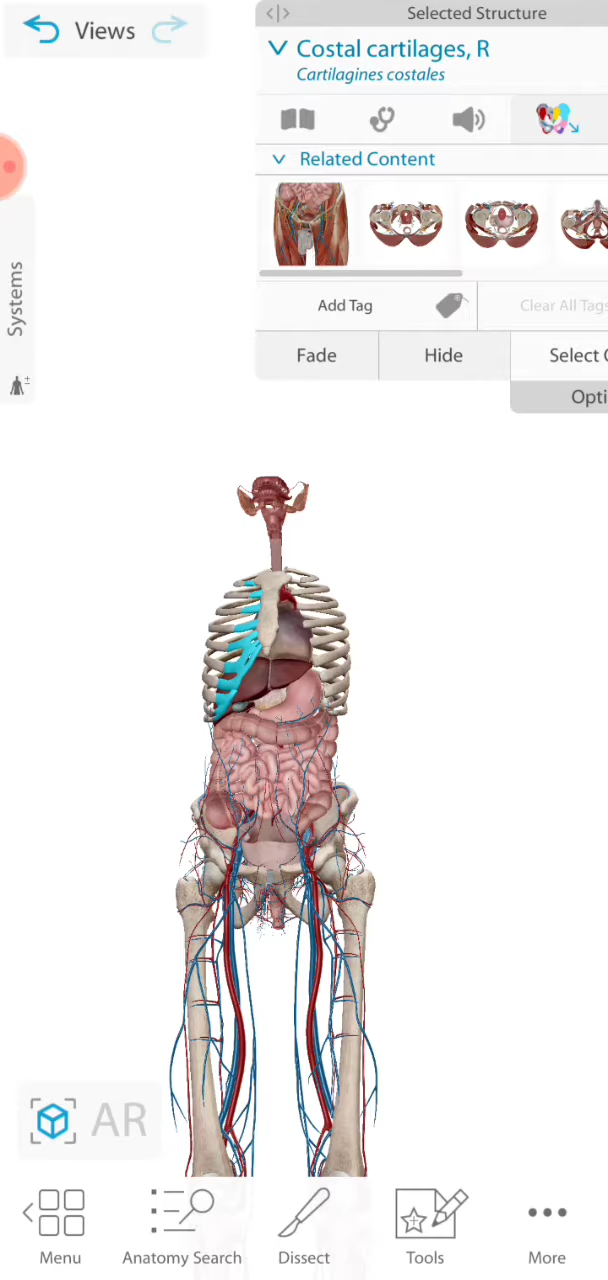 Views
Selected Structure
Costal cartilages, R
Cartilagines costales
Related Content
Add Tag
Clear All Tags
Fade
Hide
Select
Systems
AR
Menu
Anatomy Search
Dissect
Tools
More